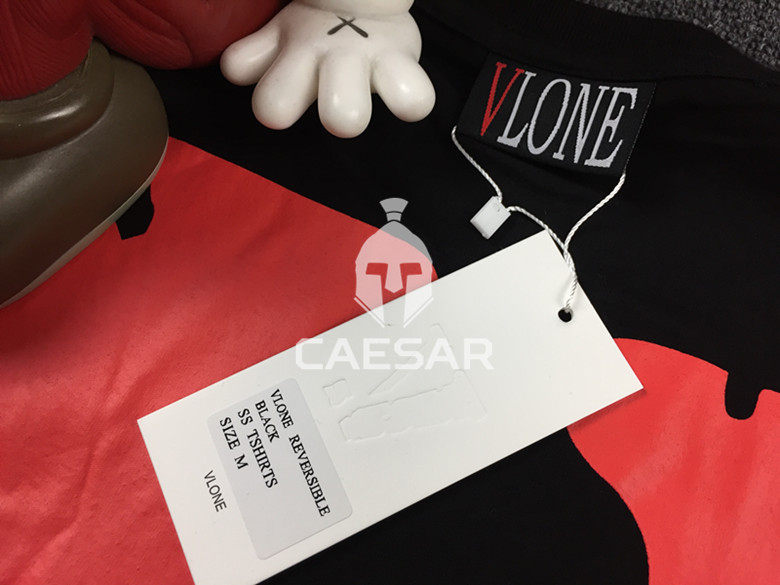 VLONE
CAESAR
V.
VLONE REVERSIBLE
BLACK
SS TSHIRTS
SIZE M
VLONE